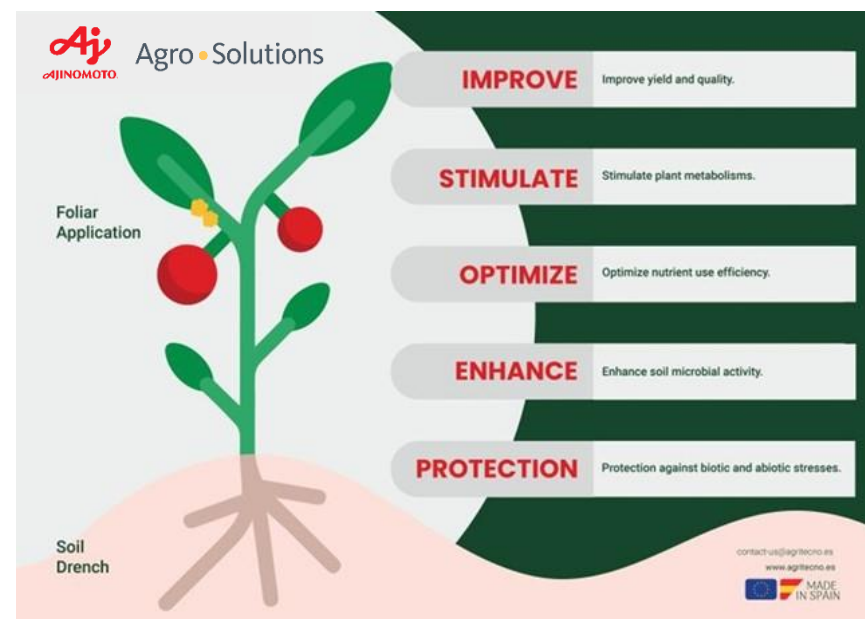 AJINOMOTO.
Agro Solutions
IMPROVE
Improve yield and quality.
STIMULATE
Stimulate plant metabolisms.
Foliar
Application
OPTIMIZE
Optimize nutrient use efficiency.
ENHANCE
Enhance soil microbial activity.
PROTECTION
Protection against biotic and abiotic stresses.
Soil
Drench
contact-us@agritecno.es
www.agritecno.es
MADE
IN SPAIN